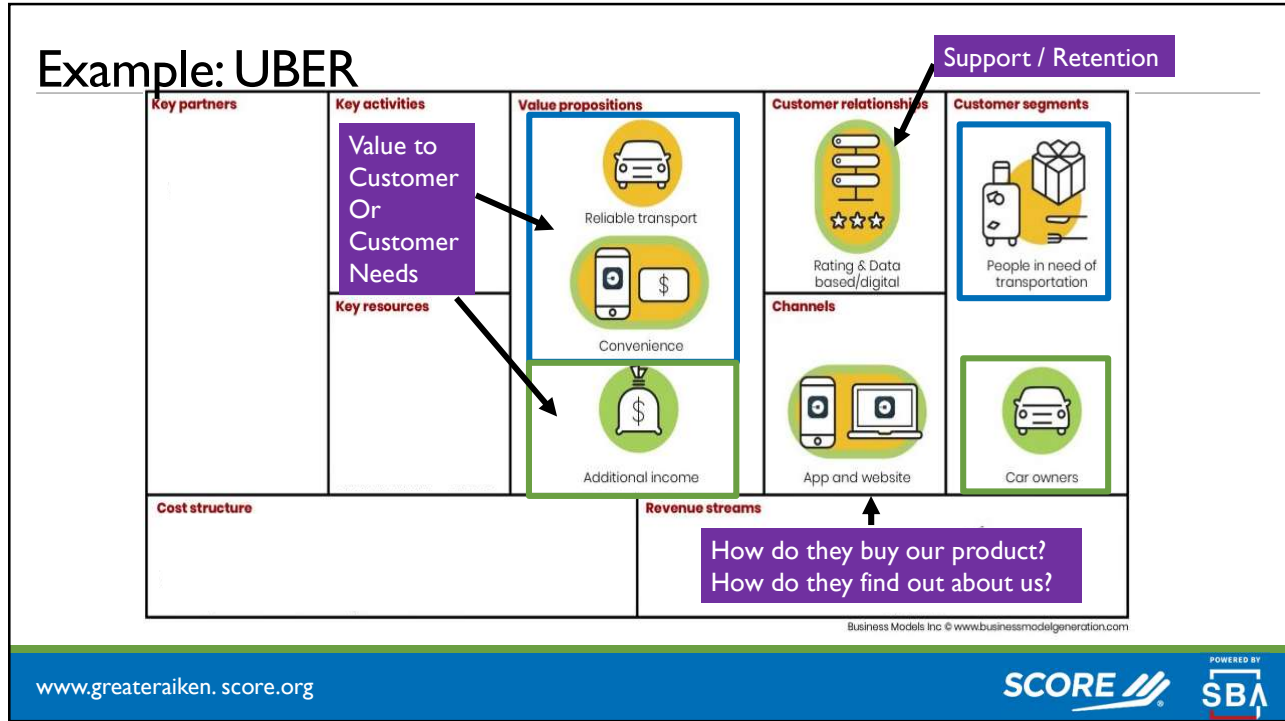 Example: UBER
Support / Retention
Key partners
Key activities
Value propositions
Customer relationships
Customer segments
Value to
Customer
Or
Customer
Needs
Reliable transport
$
Convenience
Rating & Data
based/digital
People in need of
transportation
Key resources
Channels
$
Additional income
App and website
Car owners
Cost structure
Revenue streams
How do they buy our product?
How do they find out about us?
Business Models Inc © www.businessmodelgeneration.com
www.greateraiken. score.org
SCORE
POWERED BY
SBA